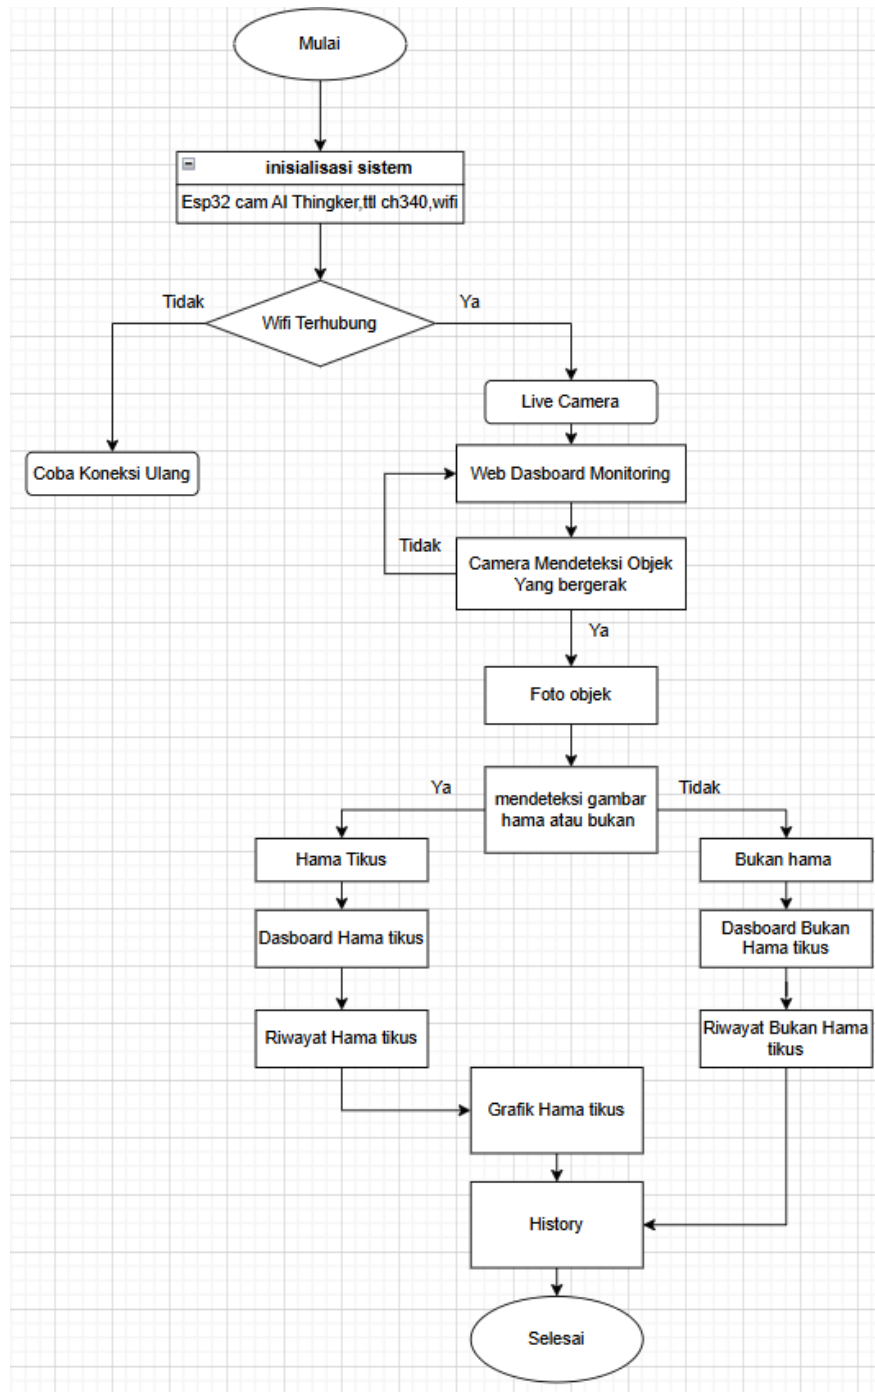 Mulai
inisialisasi sistem
Esp32 cam AI Thingker,ttl ch340,wifi
Tidak
Ya
Wifi Terhubung
Live Camera
Coba Koneksi Ulang
Web Dasboard Monitoring
Tidak
Camera Mendeteksi Objek
Yang bergerak
Ya
Foto objek
Ya
Tidak
mendeteksi gambar
hama atau bukan
Hama Tikus
Bukan hama
Dasboard Hama tikus
Dasboard Bukan
Hama tikus
Riwayat Hama tikus
Riwayat Bukan Hama
tikus
Grafik Hama tikus
History
Selesai